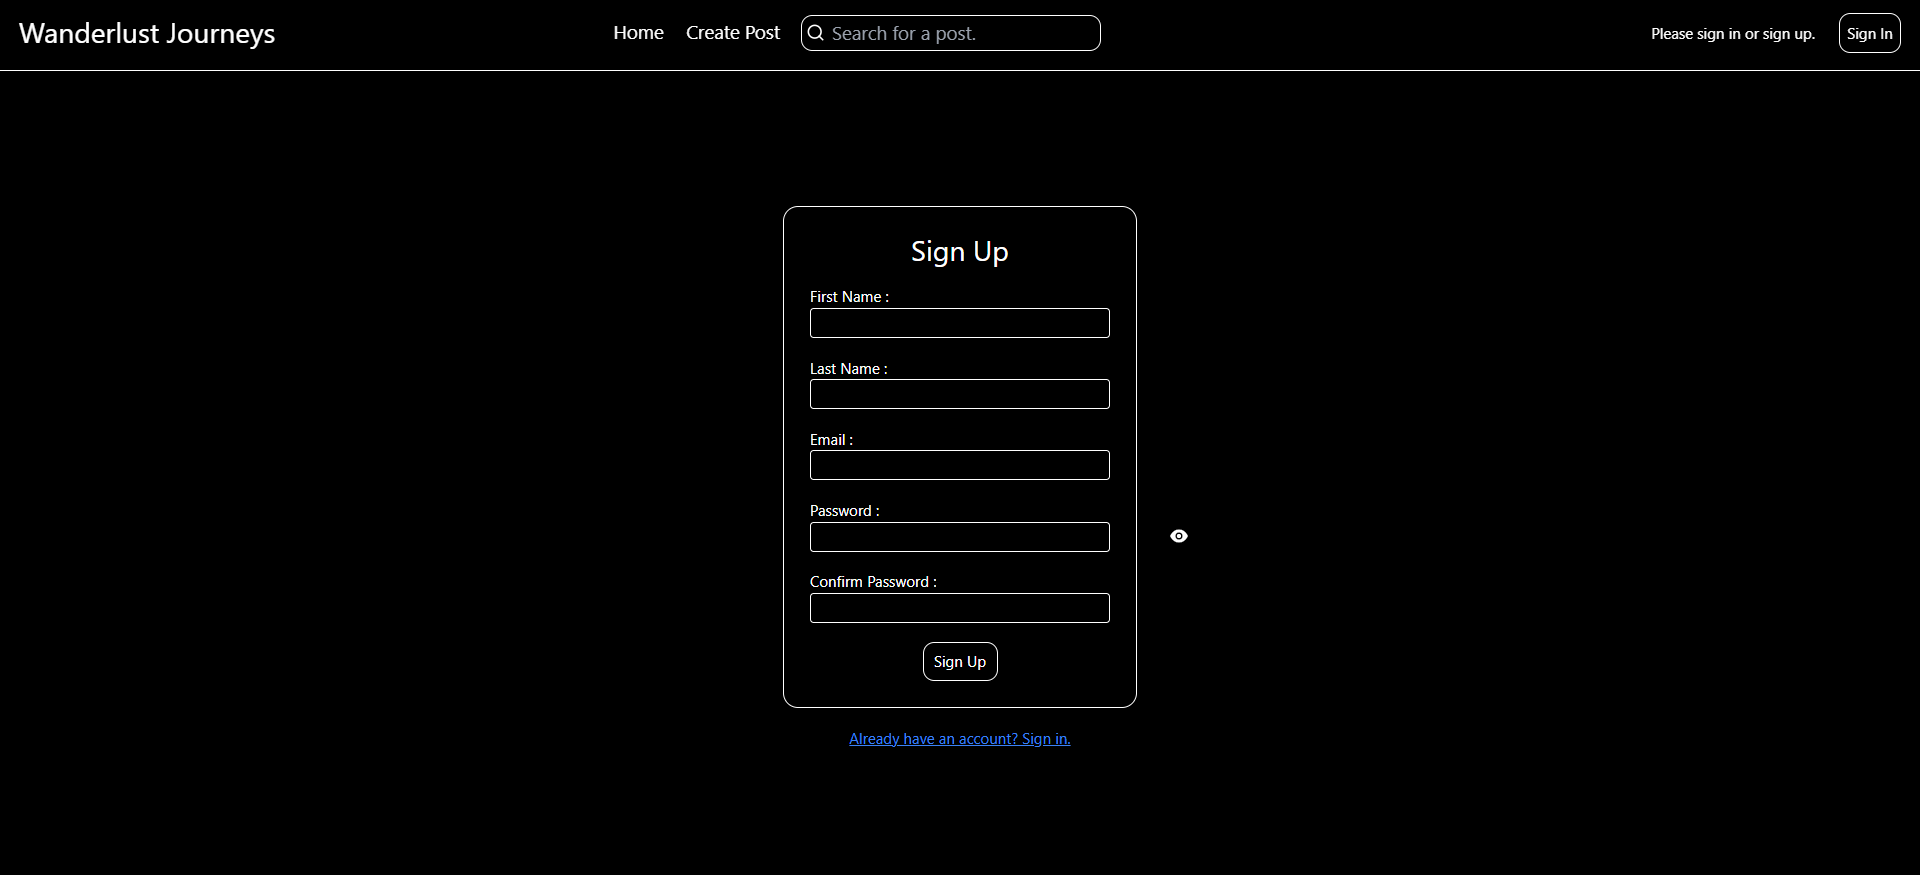 Wanderlust Journeys
Home
Create Post
Search for a post.
Please sign in or sign up.
Sign In
Sign Up
First Name :
Last Name :
Email :
Password :
Confirm Password :
Sign Up
Already have an account? Sign in.